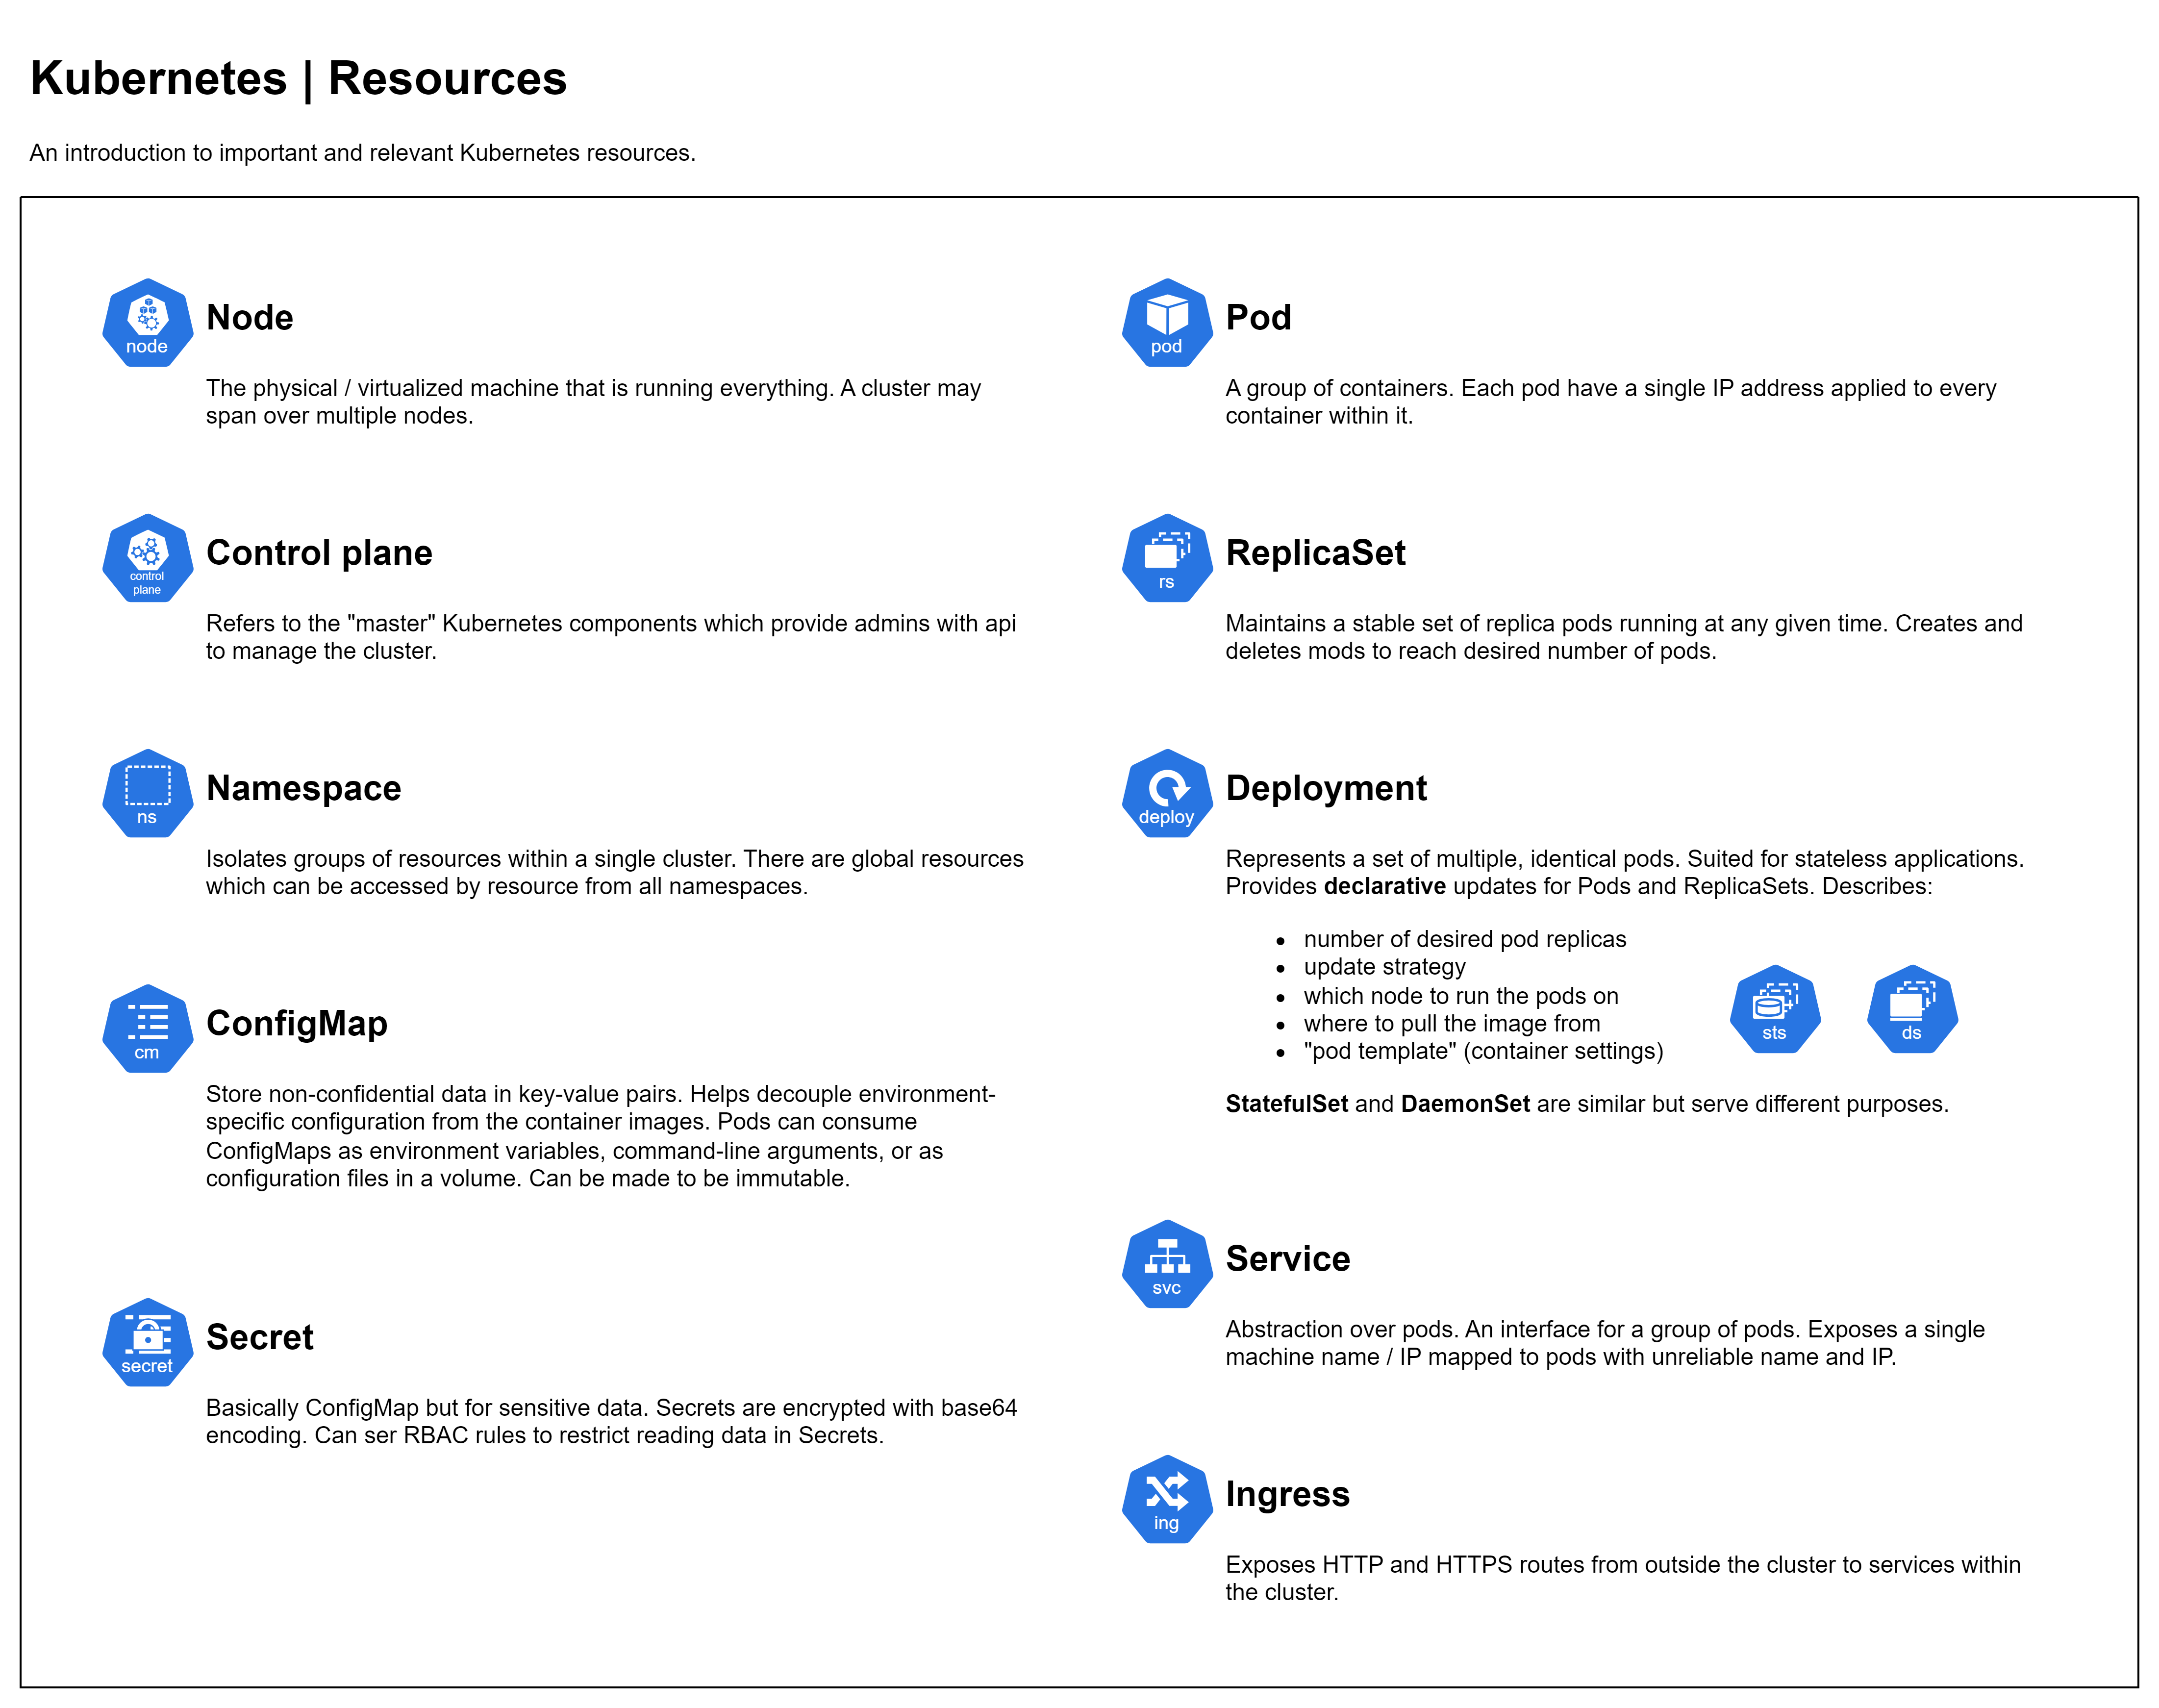 Kubernetes | Resources
An introduction to important and relevant Kubernetes resources.
node
Node
The physical / virtualized machine that is running everything. A cluster may
span over multiple nodes.
control
plane
Control plane
Refers to the "master" Kubernetes components which provide admins with api
to manage the cluster.
ns
Namespace
Isolates groups of resources within a single cluster. There are global resources
which can be accessed by resource from all namespaces.
cm
ConfigMap
Store non-confidential data in key-value pairs. Helps decouple environment-
specific configuration from the container images. Pods can consume
ConfigMaps as environment variables, command-line arguments, or as
configuration files in a volume. Can be made to be immutable.
secret
Secret
Basically ConfigMap but for sensitive data. Secrets are encrypted with base64
encoding. Can ser RBAC rules to restrict reading data in Secrets.
pod
Pod
A group of containers. Each pod have a single IP address applied to every
container within it.
rs
ReplicaSet
Maintains a stable set of replica pods running at any given time. Creates and
deletes mods to reach desired number of pods.
deploy
Deployment
Represents a set of multiple, identical pods. Suited for stateless applications.
Provides declarative updates for Pods and ReplicaSets. Describes:
• number of desired pod replicas
• update strategy
• which node to run the pods on
• where to pull the image from
• "pod template" (container settings)
sts
ds
StatefulSet and DaemonSet are similar but serve different purposes.
svc
Service
Abstraction over pods. An interface for a group of pods. Exposes a single
machine name / IP mapped to pods with unreliable name and IP.
ing
Ingress
Exposes HTTP and HTTPS routes from outside the cluster to services within
the cluster.